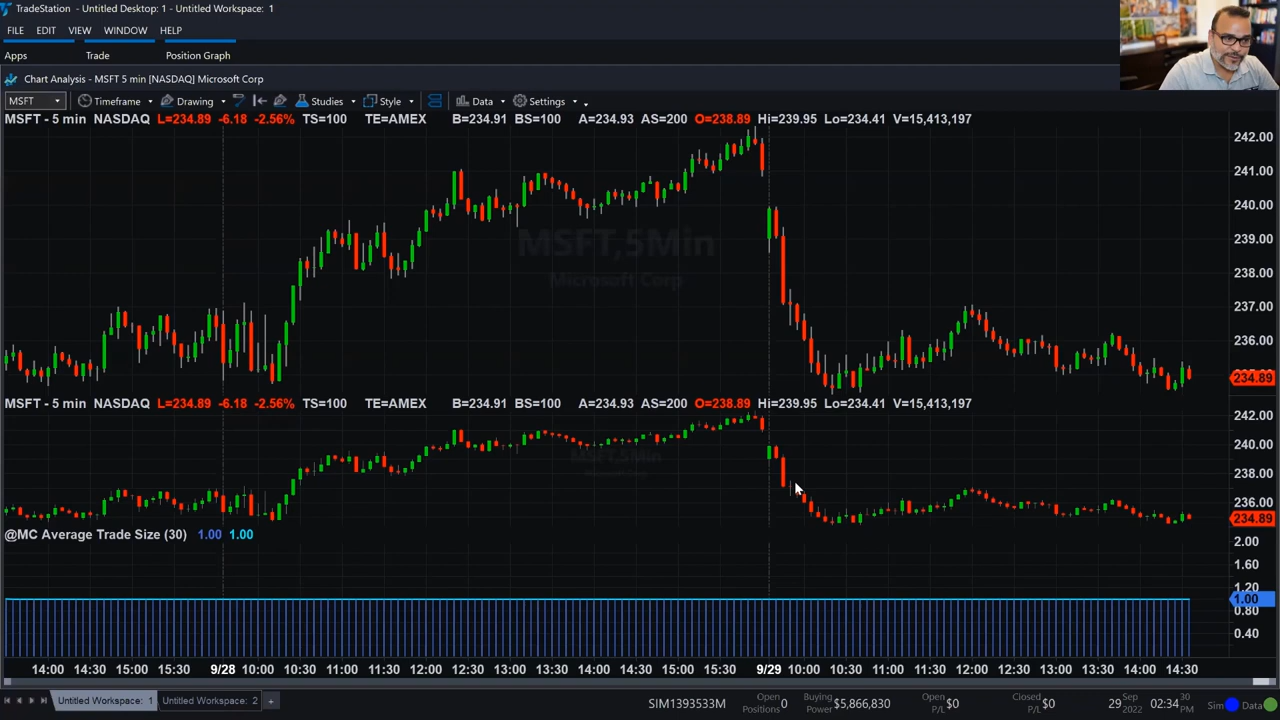 TradeStation - Untitled Desktop: 1 - Untitled Workspace: 1
FILE EDIT VIEW WINDOW HELP
Apps Trade Position Graph
Chart Analysis - MSFT 5 min [NASDAQ] Microsoft Corp
MSFT Timeframe Drawing Studies Style Data Settings
MSFT - 5 min NASDAQ L=234.89 -6.18 -2.56% TS=100 TE=AMEX B=234.91 BS=100 A=234.93 AS=200 O=238.89 Hi=239.95 Lo=234.41 V=15,413,197
242.00
241.00
240.00
239.00
MSFT,5Min
Microsoft Corp
238.00
237.00
236.00
234.89
MSFT - 5 min NASDAQ L=234.89 -6.18 -2.56% TS=100 TE=AMEX B=234.91 BS=100 A=234.93 AS=200 O=238.89 Hi=239.95 Lo=234.41 V=15,413,197
242.00
240.00
MSFT,5Min
Microsoft Corp
238.00
236.00
234.89
@MC Average Trade Size (30) 1.00 1.00
2.00
1.60
1.20
1.00
0.80
0.40
14:00 14:30 15:00 15:30 9/28 10:00 10:30 11:00 11:30 12:00 12:30 13:00 13:30 14:00 14:30 15:00 15:30 9/29 10:00 10:30 11:00 11:30 12:00 12:30 13:00 13:30 14:00 14:30
Untitled Workspace: 1 Untitled Workspace: 2 +
SIM1393533M Open Positions 0 Buying Power $5,866,830 Open P/L $0 Closed P/L $0 29 Sep 2022 02:34 30 PM Sim Data